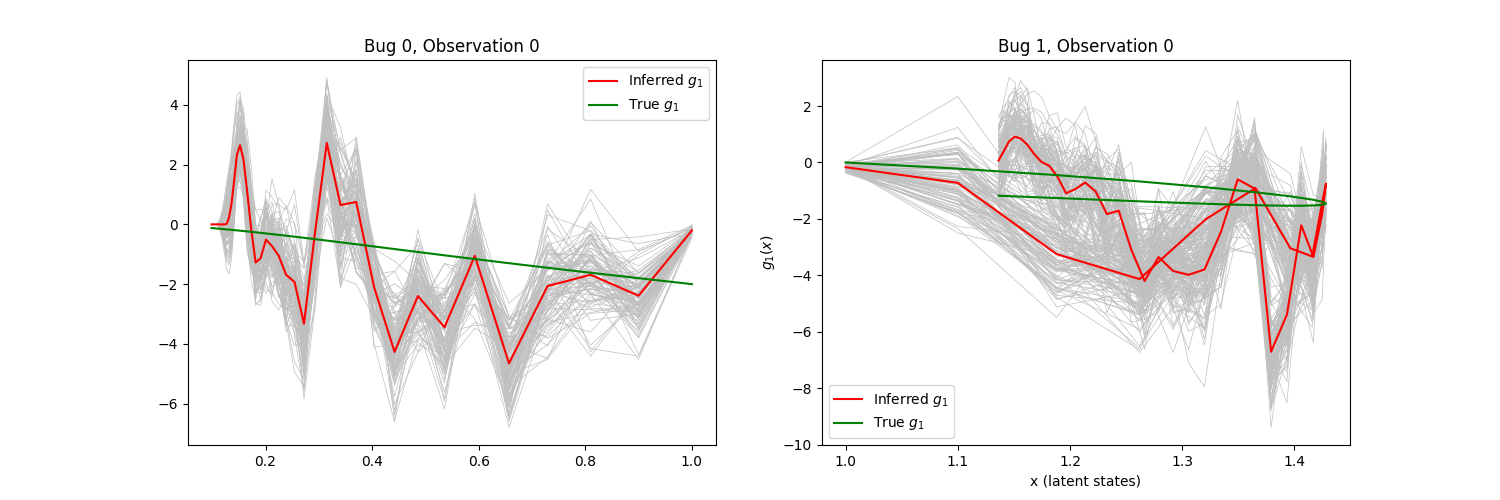 Bug 0, Observation 0
Inferred g₁
True g₁
4
2
0
−2
−4
−6
0.2
0.4
0.6
0.8
1.0
Bug 1, Observation 0
g₁(x)
2
0
−2
−4
−6
−8
−10
Inferred g₁
True g₁
1.0
1.1
1.2
1.3
1.4
x (latent states)